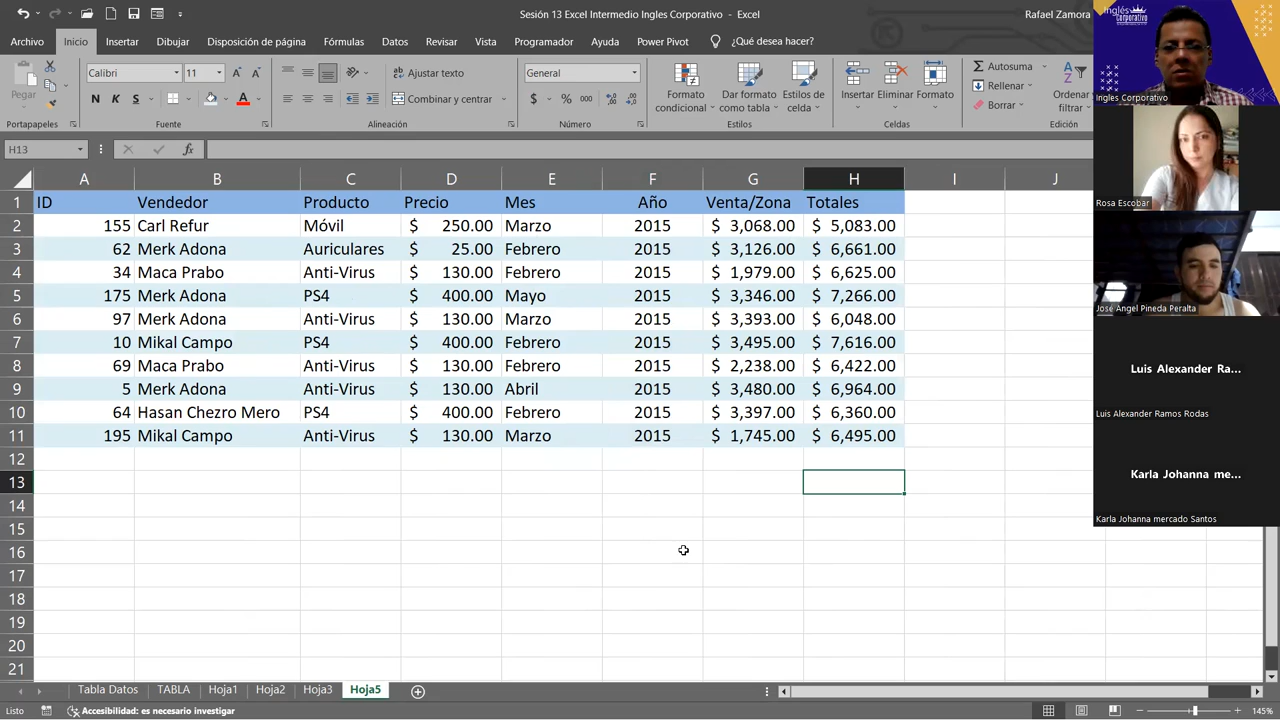 Sesión 13 Excel Intermedio Ingles Corporativo - Excel
Rafael Zamora
Archivo Inicio Insertar Dibujar Disposición de página Fórmulas Datos Revisar Vista Programador Ayuda Power Pivot ¿Qué desea hacer?
Pegar
Calibri 11
N K S
Ajustar texto
Combinar y centrar
General
$ % 000
Formato condicional
Dar formato como tabla
Estilos de celda
Insertar Eliminar Formato
Autosuma
Rellenar
Borrar
Ordenar filtrar
Portapapeles Fuente Alineación Número Estilos Celdas Edición
H13 fx
A B C D E F G H I J
1 ID Vendedor Producto Precio Mes Año Venta/Zona Totales
2 155 Carl Refur Móvil $ 250.00 Marzo 2015 $ 3,068.00 $ 5,083.00
3 62 Merk Adona Auriculares $ 25.00 Febrero 2015 $ 3,126.00 $ 6,661.00
4 34 Maca Prabo Anti-Virus $ 130.00 Febrero 2015 $ 1,979.00 $ 6,625.00
5 175 Merk Adona PS4 $ 400.00 Mayo 2015 $ 3,346.00 $ 7,266.00
6 97 Merk Adona Anti-Virus $ 130.00 Marzo 2015 $ 3,093.00 $ 6,048.00
7 10 Mikal Campo PS4 $ 400.00 Febrero 2015 $ 3,495.00 $ 7,616.00
8 69 Maca Prabo Anti-Virus $ 130.00 Febrero 2015 $ 2,238.00 $ 6,422.00
9 5 Merk Adona Anti-Virus $ 130.00 Abril 2015 $ 3,480.00 $ 6,964.00
10 64 Hasan Chezro Mero PS4 $ 400.00 Febrero 2015 $ 3,397.00 $ 6,360.00
11 195 Mikal Campo Anti-Virus $ 130.00 Marzo 2015 $ 1,745.00 $ 6,495.00
12
13
14
15
16
17
18
19
20
21
Tabla Datos TABLA Hoja1 Hoja2 Hoja3 Hoja5
Listo Accesibilidad: es necesario investigar 145%
Inglés
Corporativo
Ingles Corporativo
Rosa Escobar
José Angel Pineda Peralta
Luis Alexander Ra...
Luis Alexander Ramos Rodas
Karla Johanna me...
Karla Johanna mercado Santos